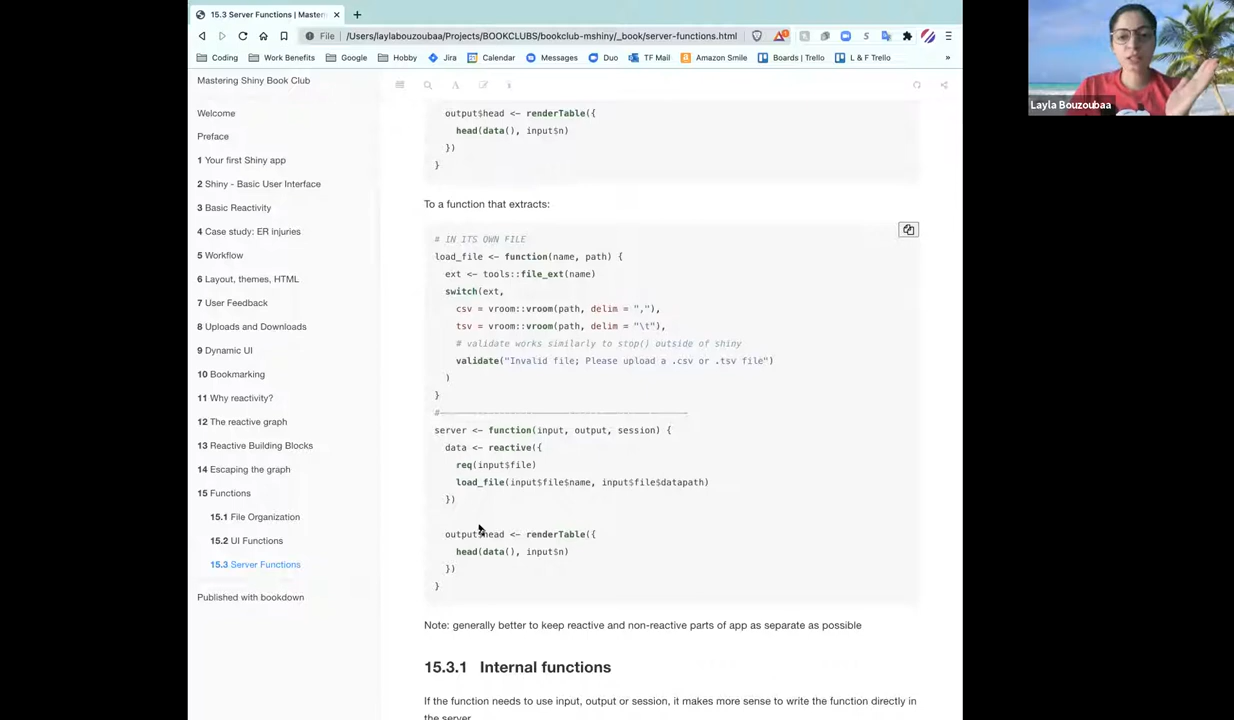 15.3 Server Functions | Master
File
/Users/laylabouzoubaa/Projects/BOOKCLUBS/bookclub-mshiny/_book/server-functions.html
Coding
Work Benefits
Google
Hobby
Jira
Calendar
Messages
Duo
TF Mail
Amazon Smile
Boards | Trello
L & F Trello
»
Mastering Shiny Book Club
Welcome
Preface
1 Your first Shiny app
2 Shiny - Basic User Interface
3 Basic Reactivity
4 Case study: ER injuries
5 Workflow
6 Layout, themes, HTML
7 User Feedback
8 Uploads and Downloads
9 Dynamic UI
10 Bookmarking
11 Why reactivity?
12 The reactive graph
13 Reactive Building Blocks
14 Escaping the graph
15 Functions
15.1 File Organization
15.2 UI Functions
15.3 Server Functions
Published with bookdown
output$head <- renderTable({
head(data(), input$n)
})
}
To a function that extracts:
# IN ITS OWN FILE
load_file <- function(name, path) {
ext <- tools::file_ext(name)
switch(ext,
csv = vroom::vroom(path, delim = ","),
tsv = vroom::vroom(path, delim = "\t"),
# validate works similarly to stop() outside of shiny
validate("Invalid file; Please upload a .csv or .tsv file")
)
}
#————————————————————————
server <- function(input, output, session) {
data <- reactive({
req(input$file)
load_file(input$file$name, input$file$datapath)
})
output$head <- renderTable({
head(data(), input$n)
})
}
Note: generally better to keep reactive and non-reactive parts of app as separate as possible
15.3.1 Internal functions
If the function needs to use input, output or session, it makes more sense to write the function directly in
the server
Layla Bouzoubaa